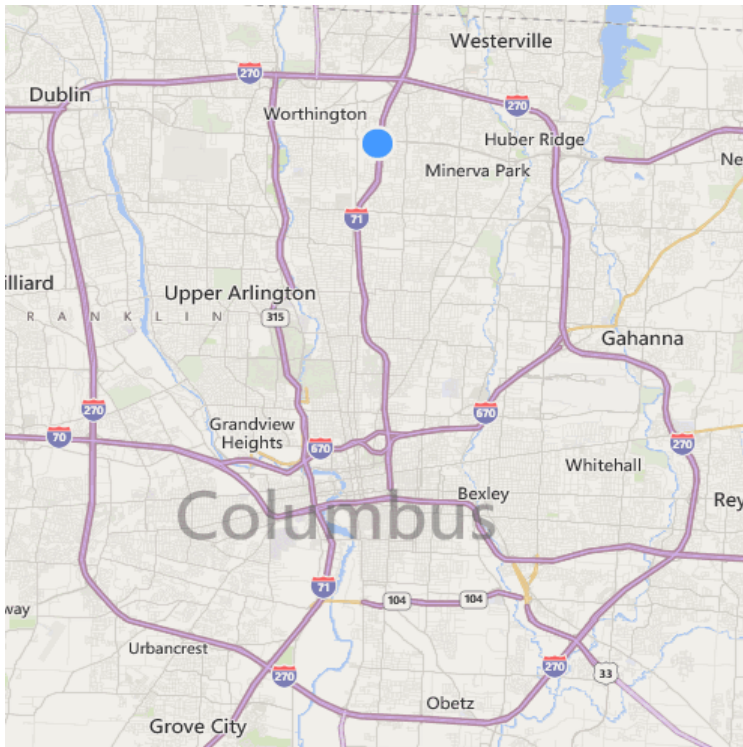 Westerville
270
Dublin
270
Worthington
Huber Ridge
Ne
Minerva Park
71
illiard
Upper Arlington
R A N K L I N
315
Gahanna
270
670
Grandview
Heights
70
670
270
Whitehall
Bexley
Rey
Columbus
71
104
104
way
Urbancrest
270
270
33
Obetz
Grove City